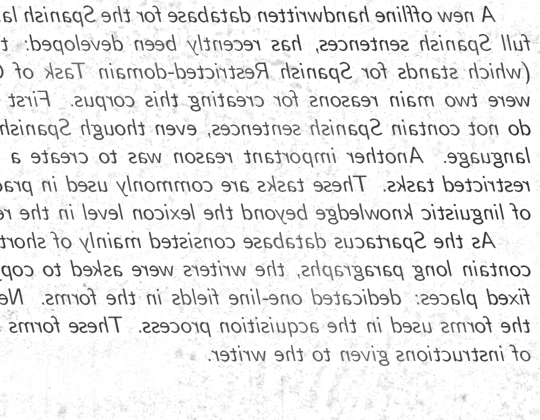 A new offline handwritten database for the Spanish la
full Spanish sentences, has recently been developed: t
(which stands for Spanish Restricted-domain Task of
were two main reasons for creating this corpus. First
do not contain Spanish sentences, even though Spanish
language. Another important reason was to create a
restricted tasks. These tasks are commonly used in prac
of linguistic knowledge beyond the lexicon level in the re
As the Spartacus database consisted mainly of short
contain long paragraphs, the writers were asked to copy
fixed places: dedicated one-line fields in the forms. Ne
the forms used in the acquisition process. These forms
of instructions given to the writer.